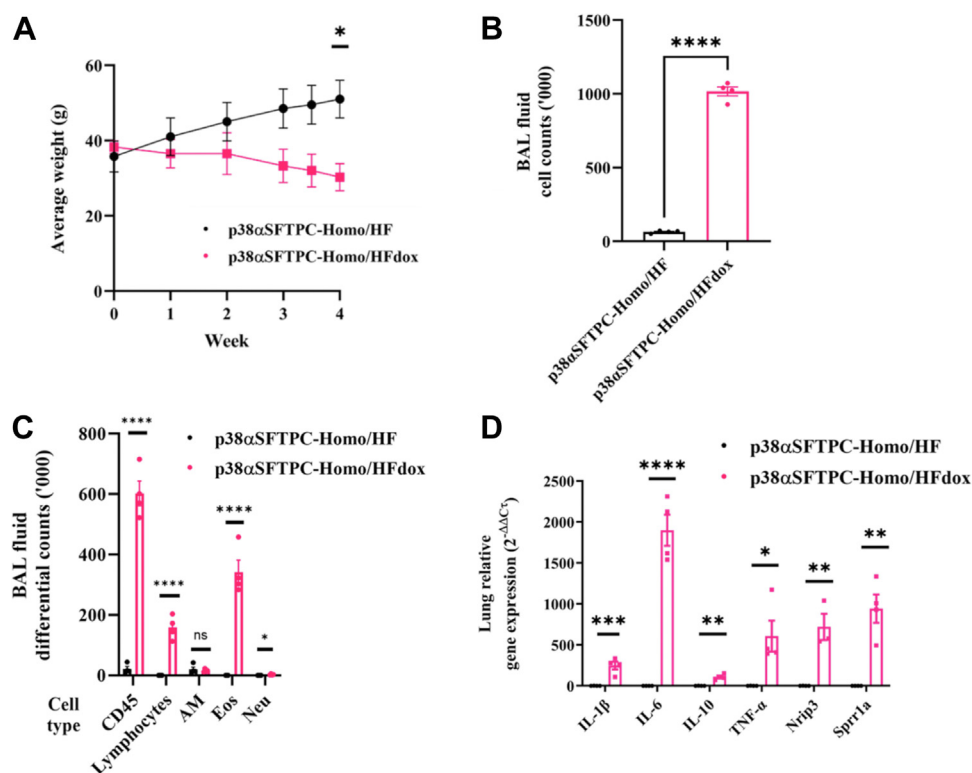 A
*
60
40
20
0
Average weight (g)
p38αSFTPC-Homo/HF
p38αSFTPC-Homo/HFdox
0 1 2 3 4
Week
B
****
1500
1000
500
0
BAL fluid
cell counts ('000)
p38αSFTPC-Homo/HF
p38αSFTPC-Homo/HFdox
C
p38αSFTPC-Homo/HF
p38αSFTPC-Homo/HFdox
**** **** ns **** *
800
600
400
200
0
BAL fluid
differential counts ('000)
Cell
type
CD45 Lymphocytes AM Eos Neu
D
p38αSFTPC-Homo/HF
p38αSFTPC-Homo/HFdox
*** **** ** * ** **
2500
2000
1500
1000
500
0
Lung relative
gene expression (2^-ΔΔCτ)
IL-1β IL-6 IL-10 TNF-α Nrip3 Sprr1a